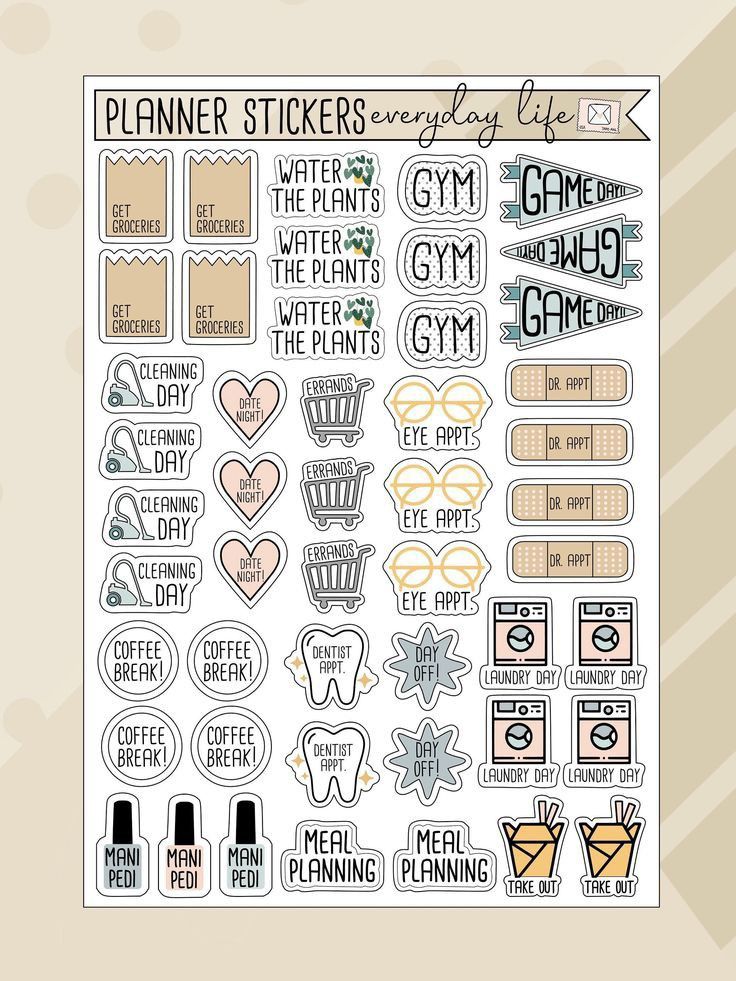 PLANNER STICKERS everyday life
GET
GROCERIES
GET
GROCERIES
GET
GROCERIES
GET
GROCERIES
WATER
THE PLANTS
WATER
THE PLANTS
WATER
THE PLANTS
GYM
GYM
GYM
GAME DAY!!
GAME DAY!!
GAME DAY!!
CLEANING
DAY
CLEANING
DAY
CLEANING
DAY
CLEANING
DAY
DATE
NIGHT!
DATE
NIGHT!
DATE
NIGHT!
ERRANDS
ERRANDS
ERRANDS
EYE APPT.
EYE APPT.
EYE APPT.
DR. APPT
DR. APPT
DR. APPT
DR. APPT
COFFEE
BREAK!
COFFEE
BREAK!
COFFEE
BREAK!
COFFEE
BREAK!
DENTIST
APPT.
DENTIST
APPT.
DAY
OFF!
DAY
OFF!
LAUNDRY DAY
LAUNDRY DAY
LAUNDRY DAY
LAUNDRY DAY
MANI
PEDI
MANI
PEDI
MANI
PEDI
MEAL
PLANNING
MEAL
PLANNING
TAKE OUT
TAKE OUT